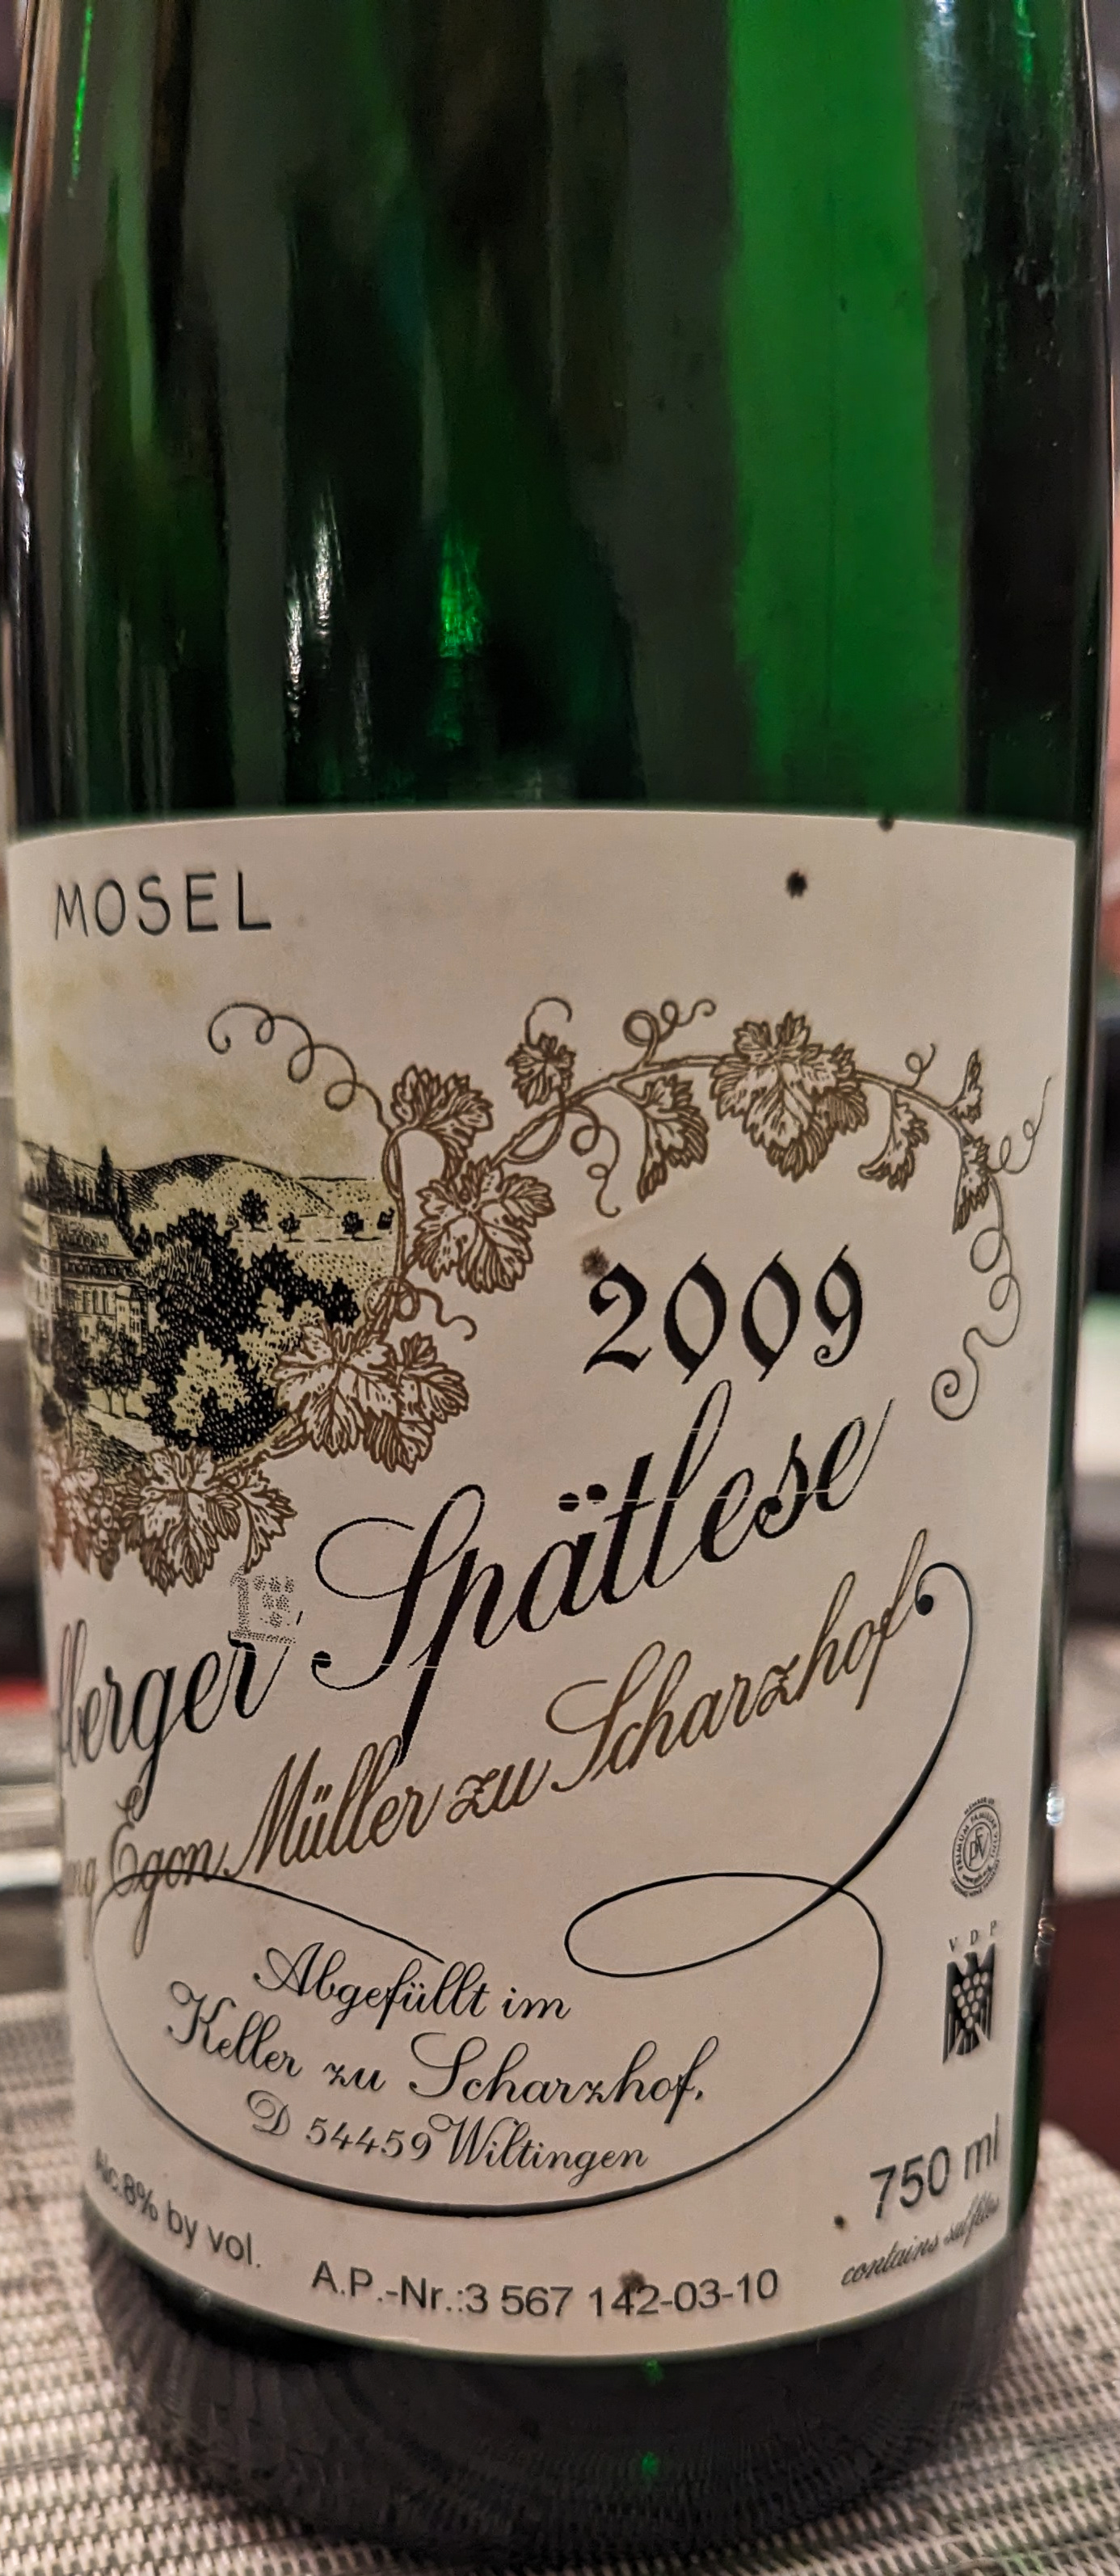 MOSEL
2009
berger Spätlese
Egon Müller zu Scharzhof
Abgefüllt im
Keller zu Scharzhof,
D 54459 Wiltingen
VDP
Alc.8% by vol.
A.P.-Nr.:3 567 142-03-10
750 ml
contains sulfites